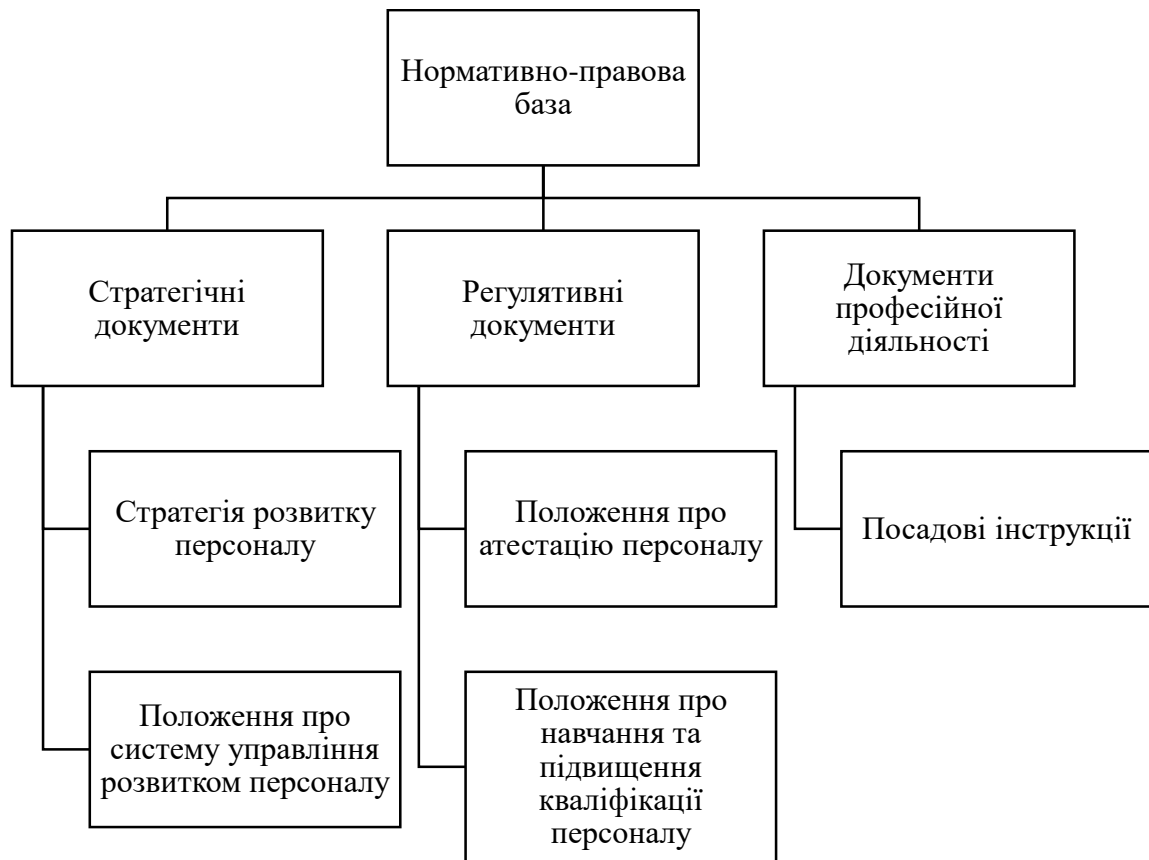 Нормативно-правова
база
Стратегічні
документи
Регулятивні
документи
Документи
професійної
діяльності
Стратегія розвитку
персоналу
Положення про
атестацію персоналу
Посадові інструкції
Положення про
систему управління
розвитком персоналу
Положення про
навчання та
підвищення
кваліфікації
персоналу